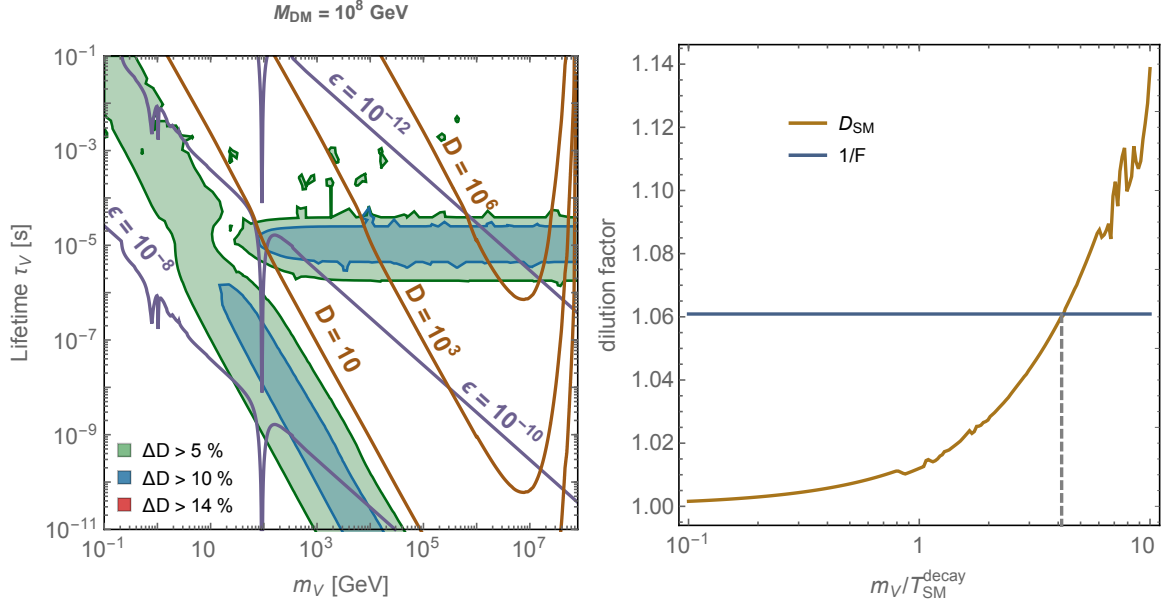 M_DM = 10^8 GeV
10^-1
10^-3
10^-5
10^-7
10^-9
10^-11
Lifetime τ_V [s]
ϵ = 10^-12
ϵ = 10^-8
ϵ = 10^-10
D = 10
D = 10^3
D = 10^6
ΔD > 5 %
ΔD > 10 %
ΔD > 14 %
10^-1 10 10^3 10^5 10^7
m_V [GeV]
1.14
1.12
1.10
1.08
1.06
1.04
1.02
1.00
dilution factor
D_SM
1/F
10^-1 1 10
m_V/T_SM^decay